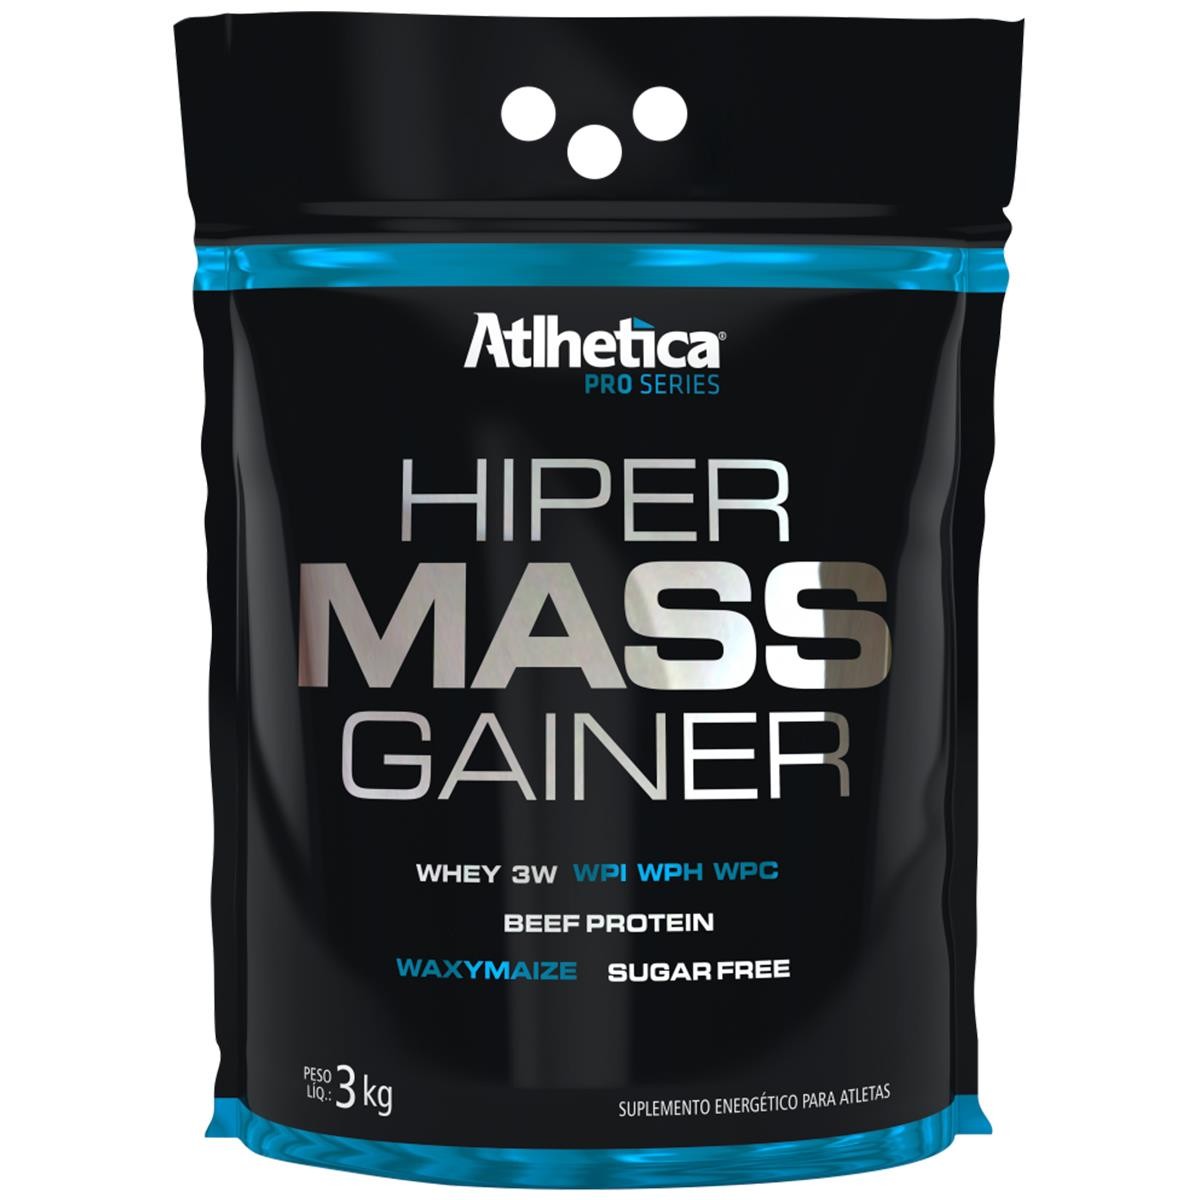 Atlhetica®
PRO SERIES
HIPER
MASS
GAINER
WHEY 3W WPI WPH WPC
BEEF PROTEIN
WAXYMAIZE SUGAR FREE
PESO
LÍQ.: 3 kg
SUPLEMENTO ENERGÉTICO PARA ATLETAS